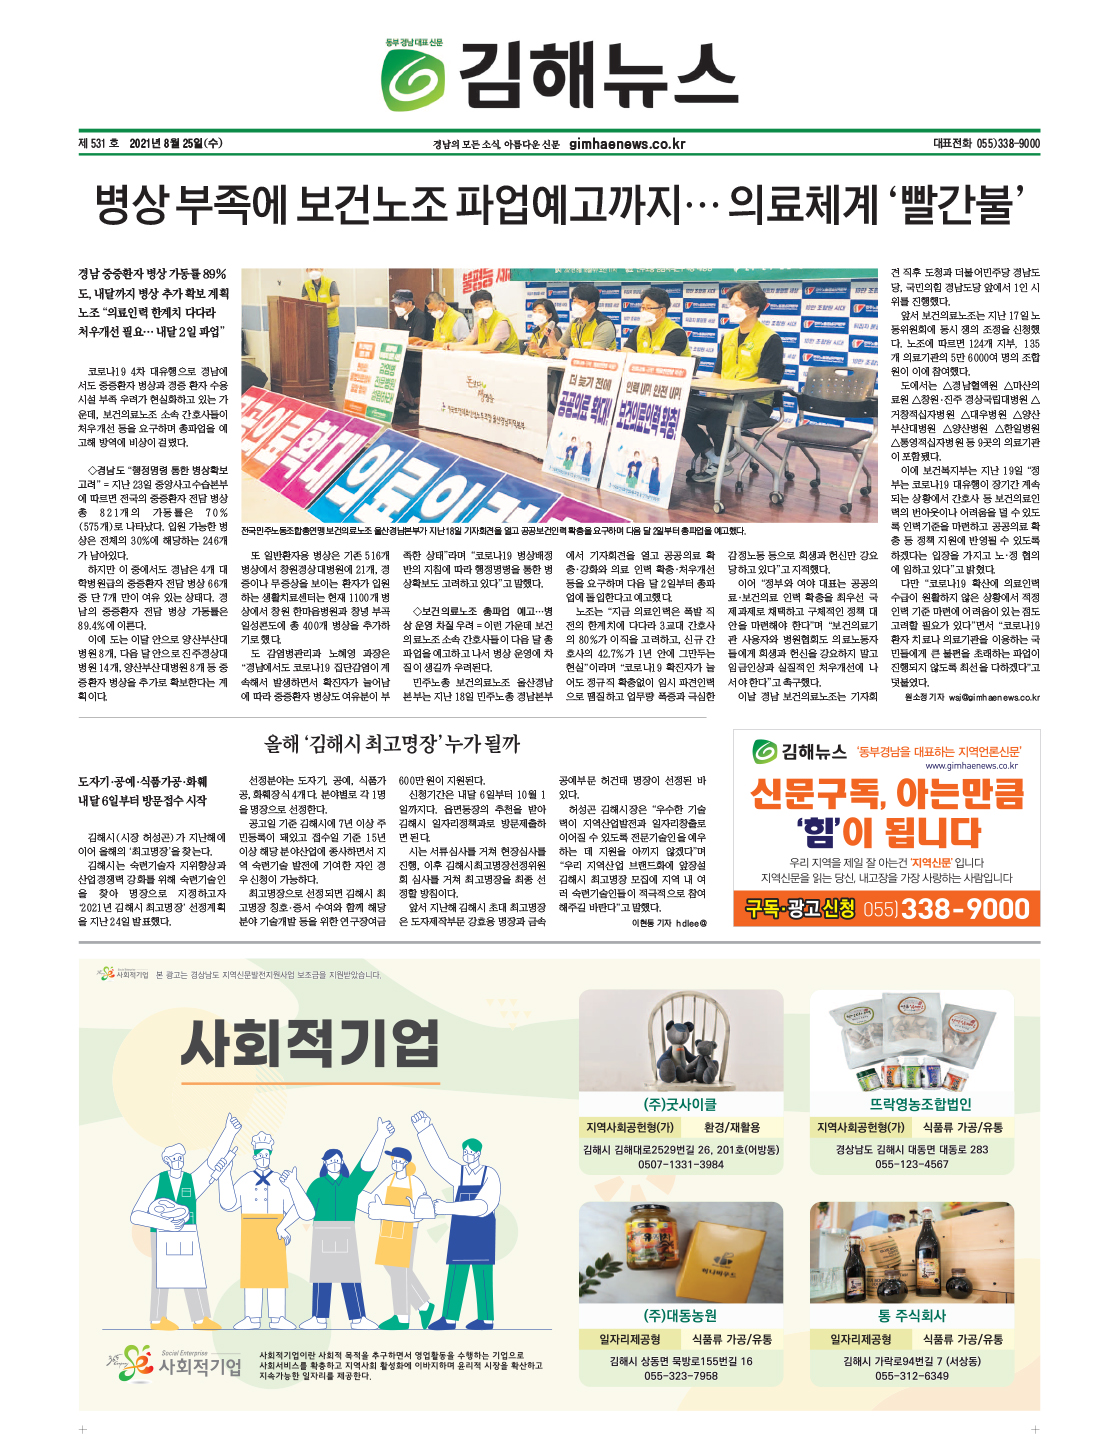 동부 경남 대표 신문
김해뉴스
제 531 호 2021년 8월 25일(수)
경남의 모든 소식, 아름다운 신문 gimhaenews.co.kr
대표전화 055)338-9000
병상 부족에 보건노조 파업예고까지… 의료체계 ‘빨간불’
경남 중증환자 병상 가동률 89%
도, 내달까지 병상 추가 확보 계획
노조 “의료인력 한계치 다다라
처우개선 필요… 내달 2일 파업”
코로나19 4차 대유행으로 경남에
서도 중증환자 병상과 경증 환자 수용
시설 부족 우려가 현실화하고 있는 가
운데, 보건의료노조 소속 간호사들이
처우개선 등을 요구하며 총파업을 예
고해 방역에 비상이 걸렸다.
◇경남도 “행정명령 통한 병상확보
고려” = 지난 23일 중앙사고수습본부
에 따르면 전국의 중증환자 전담 병상
총 821개의 가동률은 70%
(575개)로 나타났다. 입원 가능한 병
상은 전체의 30%에 해당하는 246개
가 남아있다.
하지만 이 중에서도 경남은 4개 대
학병원급의 중증환자 전담 병상 66개
중 단 7개 만이 여유 있는 상태다. 경
남의 중증환자 전담 병상 가동률은
89.4%에 이른다.
이에 도는 이달 안으로 양산부산대
병원 8개, 다음 달 안으로 진주경상대
병원 14개, 양산부산대병원 8개 등 중
증환자 병상을 추가로 확보한다는 계
획이다.
불평등 세
10만 조합원 시대
공공의료 확대
의료인력
더 늦기 전에!
공공의료 확대!
인력 UP! 안전 UP!
보건의료인력 확충!
전국민주노동조합총연맹 보건의료노조 울산경남본부가 지난 18일 기자회견을 열고 공공보건인력 확충을 요구하며 다음 달 2일부터 총파업을 예고했다.
또 일반환자용 병상은 기존 516개
병상에서 창원경상대병원에 21개, 경
증이나 무증상을 보이는 환자가 입원
하는 생활치료센터는 현재 1100개 병
상에서 창원 한마음병원과 창녕 부곡
일성콘도에 총 400개 병상을 추가하
기로 했다.
도 감염병관리과 노혜영 과장은
“경남에서도 코로나19 집단감염이 계
속해서 발생하면서 확진자가 늘어남
에 따라 중증환자 병상도 여유분이 부
족한 상태”라며 “코로나19 병상배정
반의 지침에 따라 행정명령을 통한 병
상확보도 고려하고 있다”고 말했다.
◇보건의료노조 총파업 예고…병
상 운영 차질 우려 = 이런 가운데 보건
의료노조 소속 간호사들이 다음 달 총
파업을 예고하고 나서 병상 운영에 차
질이 생길까 우려된다.
민주노총 보건의료노조 울산경남
본부는 지난 18일 민주노총 경남본부
에서 기자회견을 열고 공공의료 확
충·강화와 의료 인력 확충·처우개선
등을 요구하며 다음 달 2일부터 총파
업에 돌입한다고 예고했다.
노조는 “지금 의료인력은 폭발 직
전의 한계치에 다다라 3교대 간호사
의 80%가 이직을 고려하고, 신규 간
호사의 42.7%가 1년 안에 그만두는
현실”이라며 “코로나19 확진자가 늘
어도 정규직 확충없이 임시 파견인력
으로 땜질하고 업무량 폭증과 극심한
감정노동 등으로 희생과 헌신만 강요
당하고 있다”고 지적했다.
이어 “정부와 여야 대표는 공공의
료·보건의료 인력 확충을 최우선 국
제과제로 채택하고 구체적인 정책 대
안을 마련해야 한다”며 “보건의료기
관 사용자와 병원협회도 의료노동자
들에게 희생과 헌신을 강요하지 말고
임금인상과 실질적인 처우개선에 나
서야 한다”고 촉구했다.
이날 경남 보건의료노조는 기자회
견 직후 도청과 더불어민주당 경남도
당, 국민의힘 경남도당 앞에서 1인 시
위를 진행했다.
앞서 보건의료노조는 지난 17일 노
동위원회에 동시 쟁의 조정을 신청했
다. 노조에 따르면 124개 지부, 135
개 의료기관의 5만 6000여 명의 조합
원이 이에 참여했다.
도에서는 △경남혈액원 △마산의
료원 △창원·진주 경상국립대병원 △
거창적십자병원 △대우병원 △양산
부산대병원 △양산병원 △한일병원
△통영적십자병원 등 9곳의 의료기관
이 포함됐다.
이에 보건복지부는 지난 19일 “정
부는 코로나19 대유행이 장기간 계속
되는 상황에서 간호사 등 보건의료인
력의 번아웃이나 어려움을 덜 수 있도
록 인력기준을 마련하고 공공의료 확
충 등 정책 지원에 반영될 수 있도록
하겠다는 입장을 가지고 노·정 협의
에 임하고 있다”고 밝혔다.
다만 “코로나19 확산에 의료인력
수급이 원활하지 않은 상황에서 적정
인력 기준 마련에 어려움이 있는 점도
고려할 필요가 있다”면서 “코로나19
환자 치료나 의료기관을 이용하는 국
민들에게 큰 불편을 초래하는 파업이
진행되지 않도록 최선을 다하겠다”고
덧붙였다.
원소정 기자 wsj@gimhaenews.co.kr
올해 ‘김해시 최고명장’ 누가 될까
도자기·공예·식품가공·화훼
내달 6일부터 방문접수 시작
김해시(시장 허성곤)가 지난해에
이어 올해의 ‘최고명장’을 찾는다.
김해시는 숙련기술자 지위향상과
산업경쟁력 강화를 위해 숙련기술인
을 찾아 명장으로 지정하고자
‘2021년 김해시 최고명장’ 선정계획
을 지난 24일 발표했다.
선정분야는 도자기, 공예, 식품가
공, 화훼장식 4개다. 분야별로 각 1명
을 명장으로 선정한다.
공고일 기준 김해시에 7년 이상 주
민등록이 돼있고 접수일 기준 15년
이상 해당 분야산업에 종사하면서 지
역 숙련기술 발전에 기여한 자인 경
우 신청이 가능하다.
최고명장으로 선정되면 김해시 최
고명장 칭호·증서 수여와 함께 해당
분야 기술개발 등을 위한 연구장여금
600만 원이 지원된다.
신청기간은 내달 6일부터 10월 1
일까지다. 읍면동장의 추천을 받아
김해시 일자리정책과로 방문제출하
면 된다.
시는 서류심사를 거쳐 현장심사를
진행, 이후 김해시최고명장선정위원
회 심사를 거쳐 최고명장을 최종 선
정할 방침이다.
앞서 지난해 김해시 초대 최고명장
은 도자제작부문 강효용 명장과 금속
공예부문 허건태 명장이 선정된 바
있다.
허성곤 김해시장은 “우수한 기술
력이 지역산업발전과 일자리창출로
이어질 수 있도록 전문기술인을 예우
하는 데 지원을 아끼지 않겠다”며
“우리 지역산업 브랜드화에 앞장설
김해시 최고명장 모집에 지역 내 여
러 숙련기술인들이 적극적으로 참여
해주길 바란다”고 말했다.
이현동 기자 hdlee@
김해뉴스 ‘동부경남을 대표하는 지역언론신문’
www.gimhaenews.co.kr
신문구독, 아는만큼
‘힘’이 됩니다
우리 지역을 제일 잘 아는건 ‘지역신문’ 입니다
지역신문을 읽는 당신, 내고장을 가장 사랑하는 사람입니다
구독·광고 신청 055)338-9000
사회적기업 본 광고는 경상남도 지역신문발전지원사업 보조금을 지원받았습니다.
사회적기업
(주)굿사이클
지역사회공헌형(가) 환경/재활용
김해시 김해대로2529번길 26, 201호(어방동)
0507-1331-3984
뜨락영농조합법인
지역사회공헌형(가) 식품류 가공/유통
경상남도 김해시 대동면 대동로 283
055-123-4567
(주)대동농원
일자리제공형 식품류 가공/유통
김해시 상동면 묵방로155번길 16
055-323-7958
통 주식회사
일자리제공형 식품류 가공/유통
김해시 가락로94번길 7 (서상동)
055-312-6349
Social Enterprise
사회적기업
사회적기업이란 사회적 목적을 추구하면서 영업활동을 수행하는 기업으로
사회서비스를 확충하고 지역사회 활성화에 이바지하며 윤리적 시장을 확산하고
지속가능한 일자리를 제공한다.